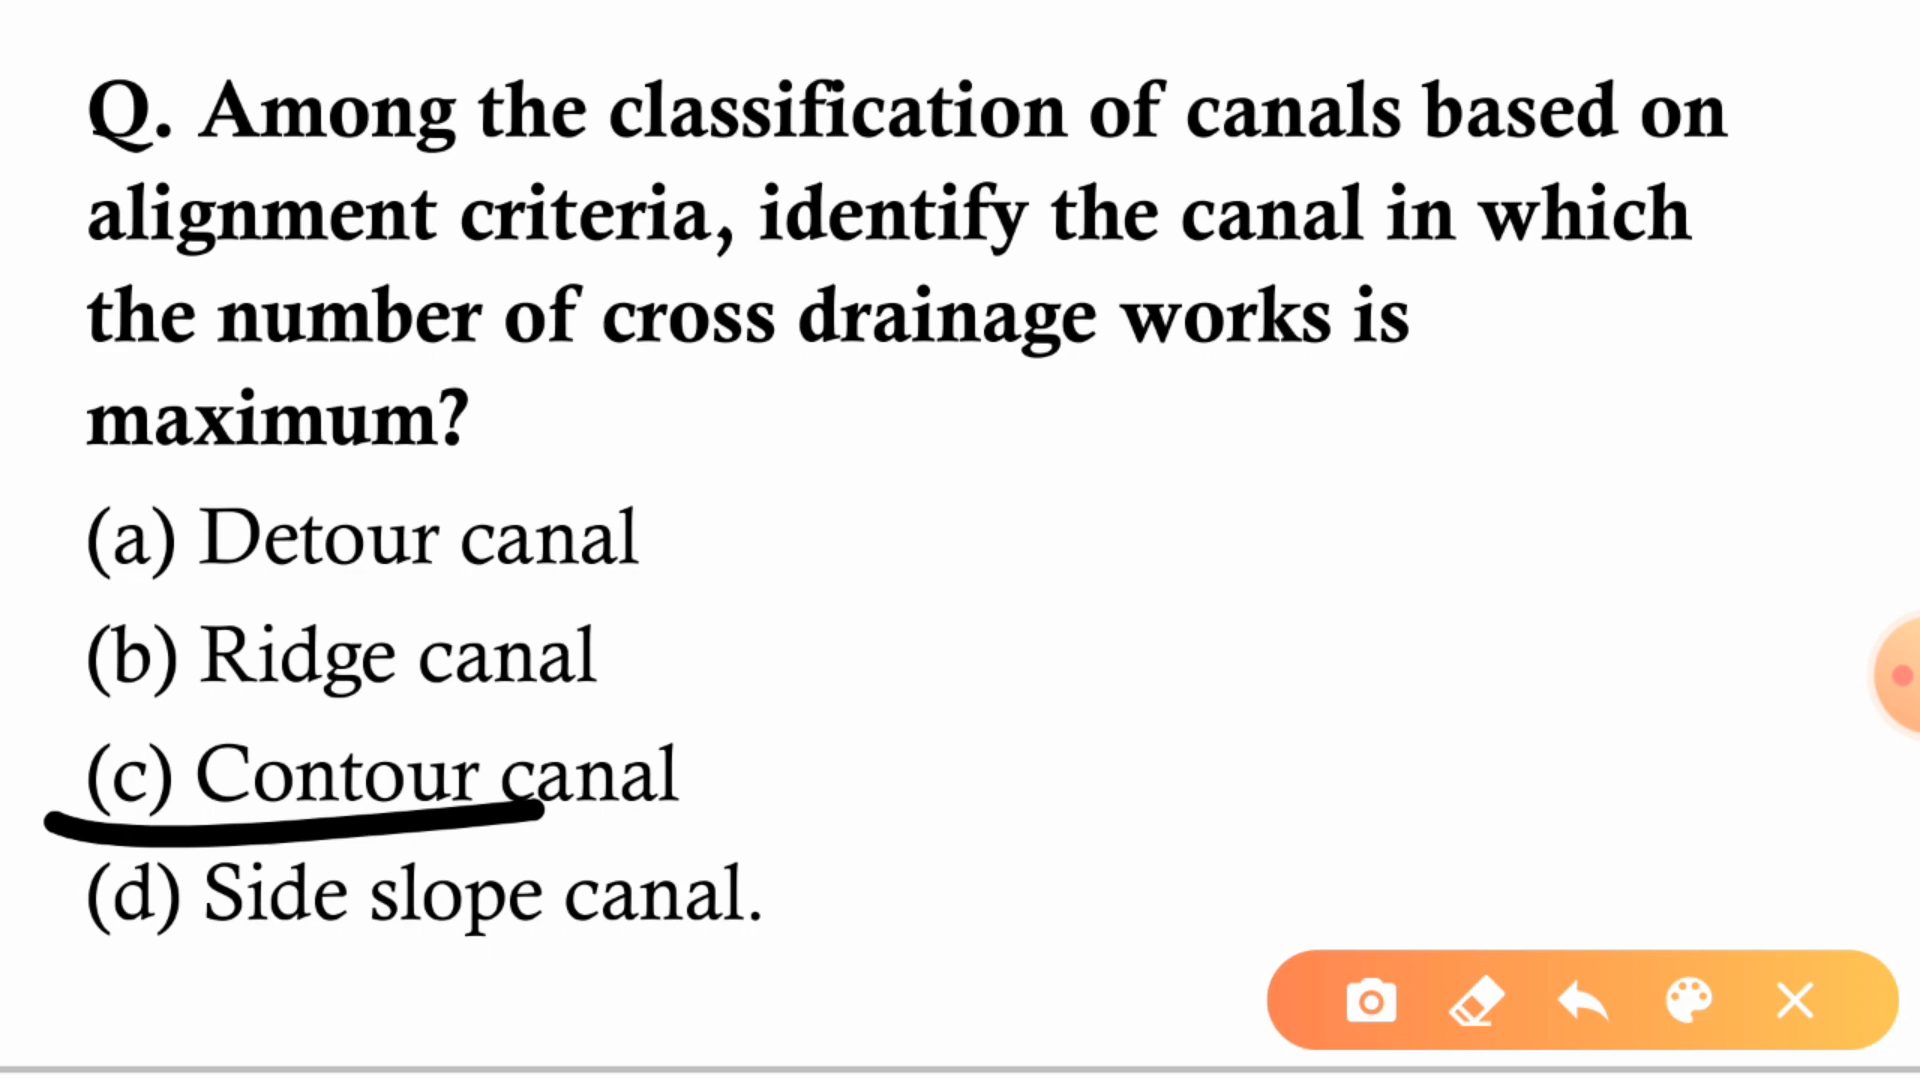 Q. Among the classification of canals based on
alignment criteria, identify the canal in which
the number of cross drainage works is
maximum?
(a) Detour canal
(b) Ridge canal
(c) Contour canal
(d) Side slope canal.